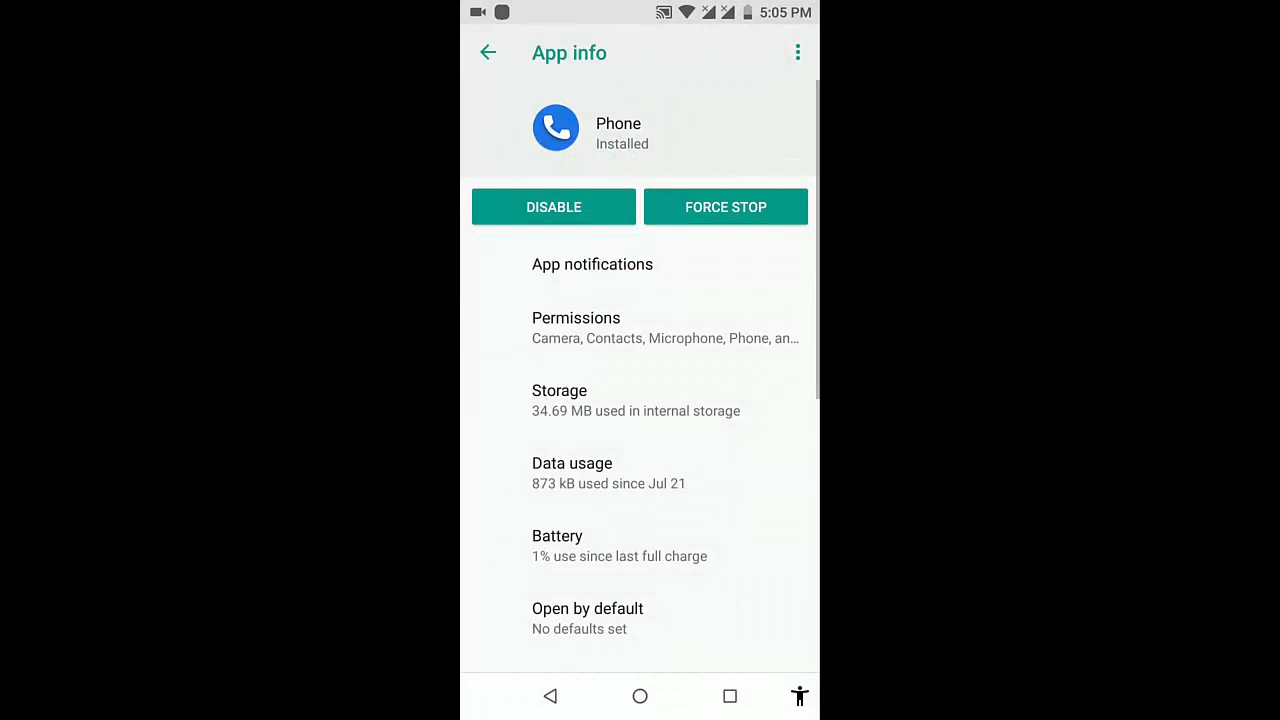 5:05 PM
App info
Phone
Installed
DISABLE
FORCE STOP
App notifications
Permissions
Camera, Contacts, Microphone, Phone, an...
Storage
34.69 MB used in internal storage
Data usage
873 kB used since Jul 21
Battery
1% use since last full charge
Open by default
No defaults set